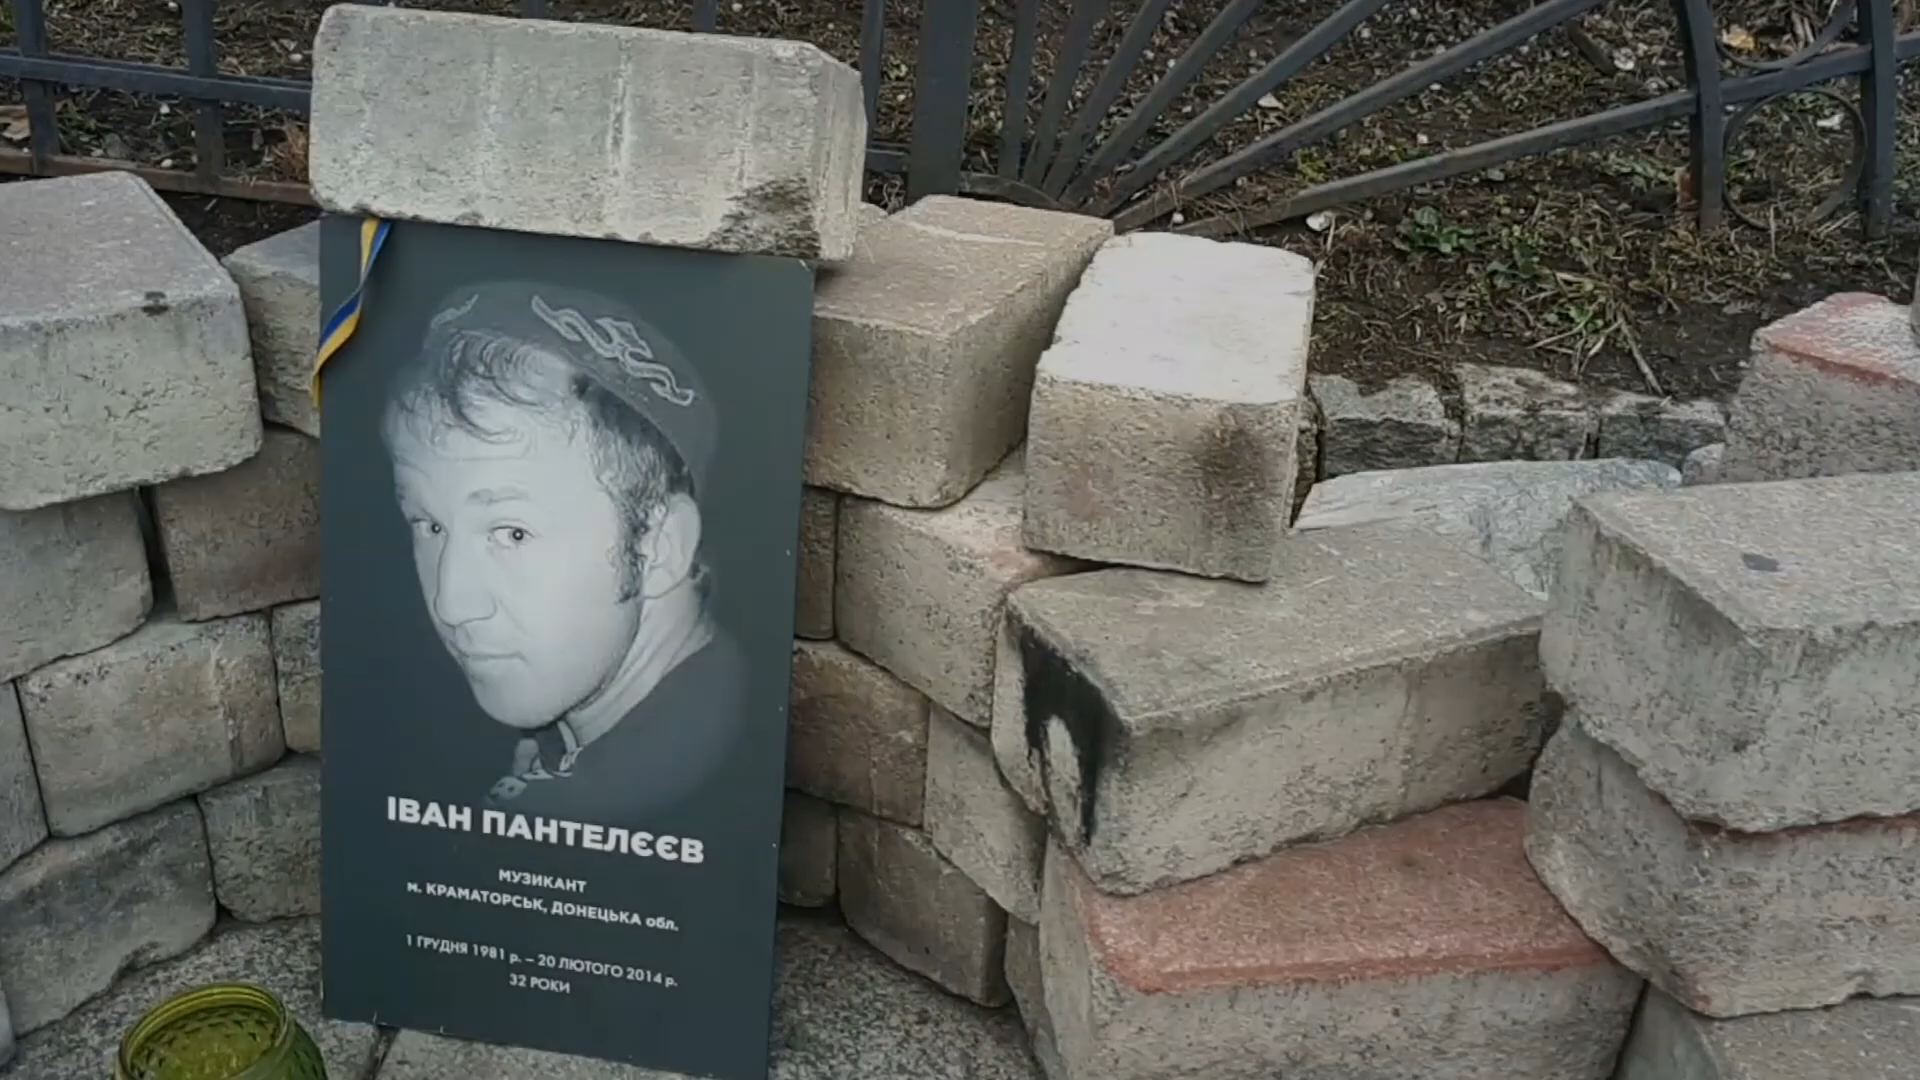 ІВАН ПАНТЕЛЄЄВ
МУЗИКАНТ
м. КРАМАТОРСЬК, ДОНЕЦЬКА обл.
1 ГРУДНЯ 1981 р. – 20 ЛЮТОГО 2014 р.
32 РОКИ